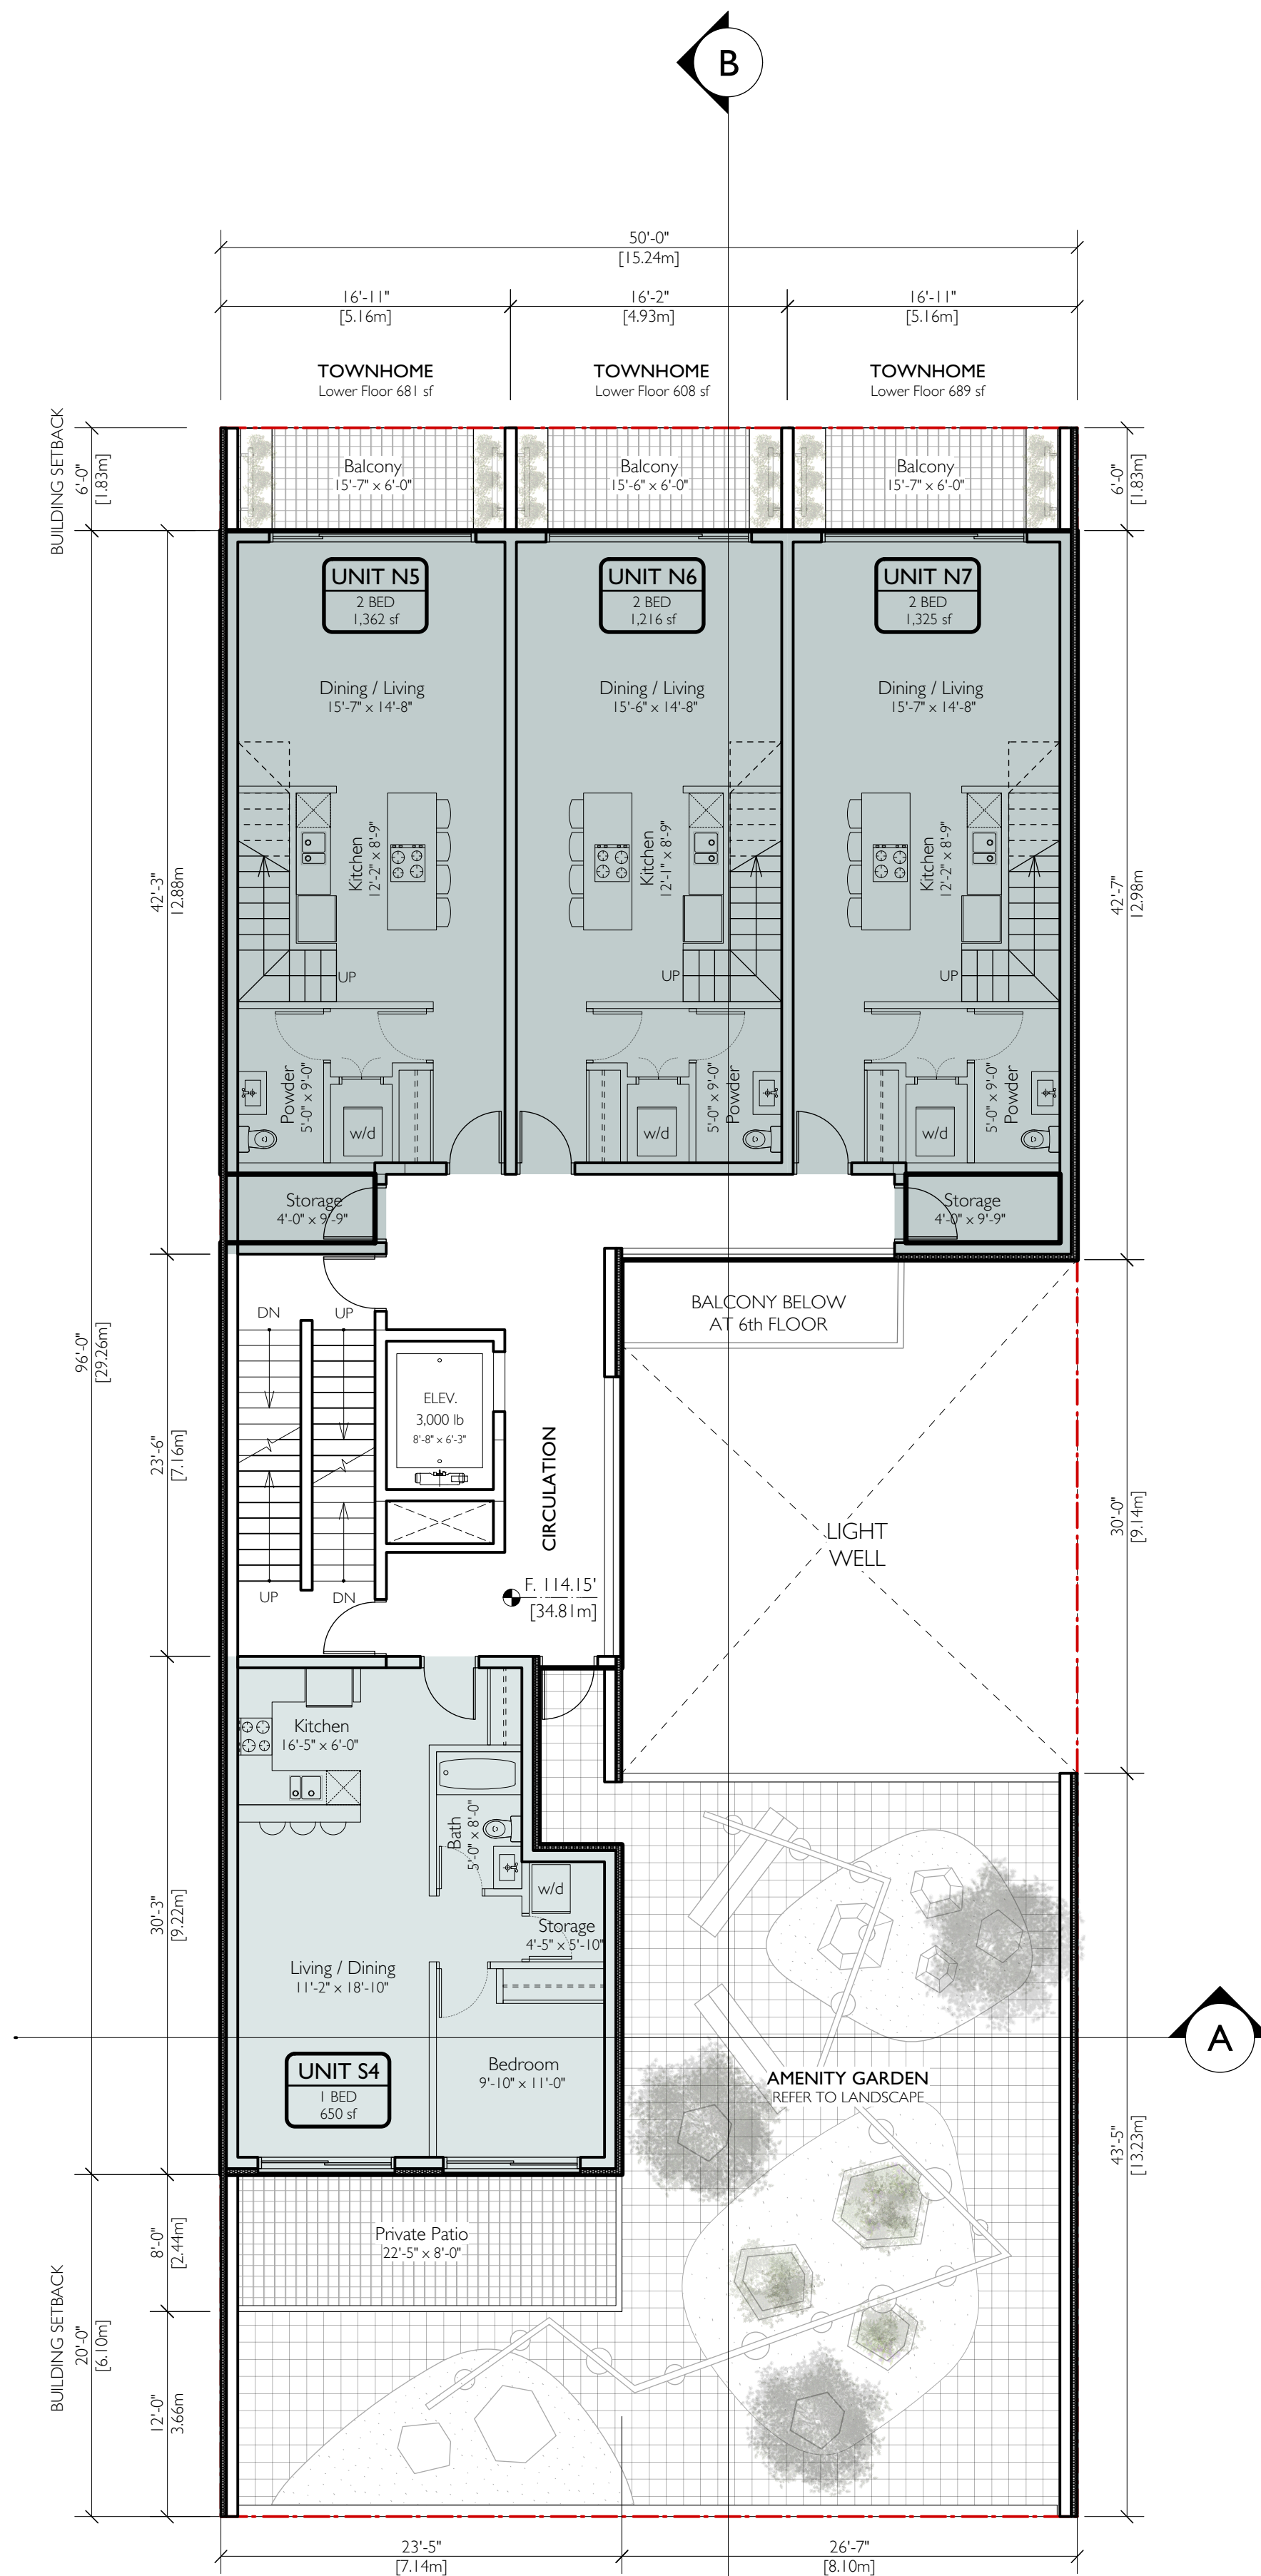 B
50'-0"
[15.24m]
16'-11"
[5.16m]
16'-2"
[4.93m]
16'-11"
[5.16m]
TOWNHOME
Lower Floor 681 sf
TOWNHOME
Lower Floor 608 sf
TOWNHOME
Lower Floor 689 sf
BUILDING SETBACK
6'-0"
[1.83m]
Balcony
15'-7" x 6'-0"
Balcony
15'-6" x 6'-0"
Balcony
15'-7" x 6'-0"
6'-0"
[1.83m]
UNIT N5
2 BED
1,362 sf
UNIT N6
2 BED
1,216 sf
UNIT N7
2 BED
1,325 sf
Dining / Living
15'-7" x 14'-8"
Dining / Living
15'-6" x 14'-8"
Dining / Living
15'-7" x 14'-8"
42'-3"
12.88m
Kitchen
12'-2" x 8'-9"
Kitchen
12'-1" x 8'-9"
Kitchen
12'-2" x 8'-9"
42'-7"
12.98m
UP
UP
UP
Powder
5'-0" x 9'-0"
w/d
w/d
5'-0" x 9'-0"
Powder
w/d
5'-0" x 9'-0"
Powder
Storage
4'-0" x 9'-9"
Storage
4'-0" x 9'-9"
96'-0"
[29.26m]
23'-6"
[7.16m]
DN
UP
ELEV.
3,000 lb
8'-8" x 6'-3"
CIRCULATION
BALCONY BELOW
AT 6th FLOOR
LIGHT
WELL
30'-0"
[9.14m]
UP
DN
F. 114.15'
[34.81m]
Kitchen
16'-5" x 6'-0"
Bath
5'-0" x 8'-0"
w/d
Storage
4'-5" x 5'-10"
30'-3"
[9.22m]
Living / Dining
11'-2" x 18'-10"
UNIT S4
1 BED
650 sf
Bedroom
9'-10" x 11'-0"
AMENITY GARDEN
REFER TO LANDSCAPE
A
43'-5"
[13.23m]
8'-0"
[2.44m]
Private Patio
22'-5" x 8'-0"
BUILDING SETBACK
20'-0"
[6.10m]
12'-0"
3.66m
23'-5"
[7.14m]
26'-7"
[8.10m]